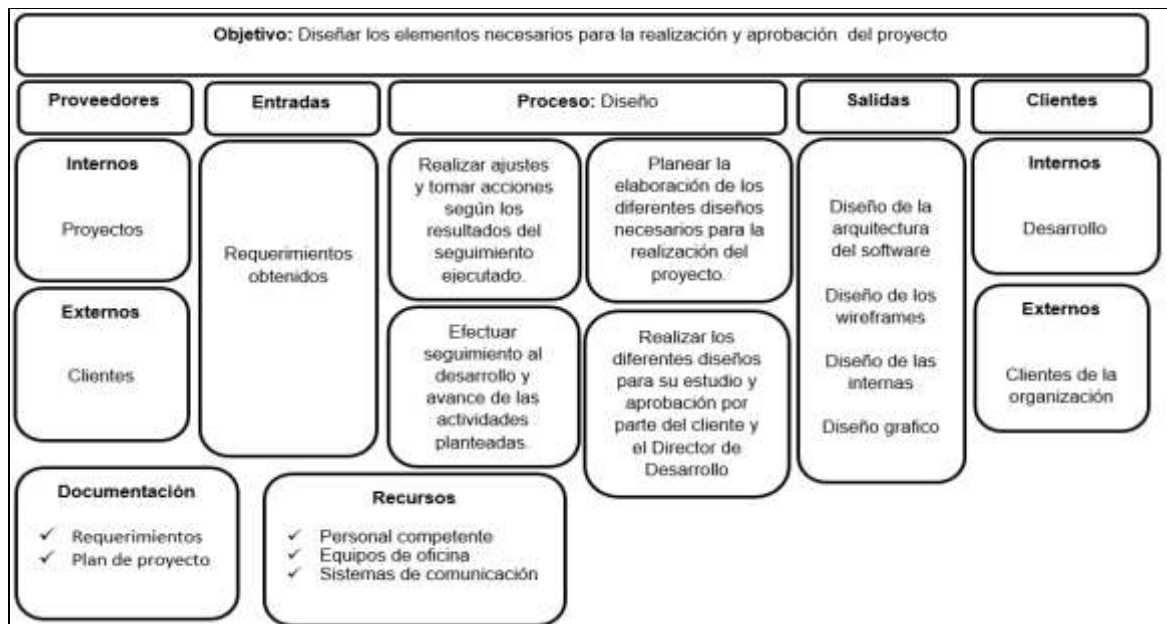 Objetivo: Diseñar los elementos necesarios para la realización y aprobación del proyecto
Proveedores
Entradas
Proceso: Diseño
Salidas
Clientes
Internos
Proyectos
Externos
Clientes
Requerimientos
obtenidos
Realizar ajustes
y tomar acciones
según los
resultados del
seguimiento
ejecutado.
Planear la
elaboración de los
diferentes diseños
necesarios para la
realización del
proyecto.
Efectuar
seguimiento al
desarrollo y
avance de las
actividades
planteadas.
Realizar los
diferentes diseños
para su estudio y
aprobación por
parte del cliente y
el Director de
Desarrollo
Diseño de la
arquitectura
del software
Diseño de los
wireframes
Diseño de las
internas
Diseño grafico
Internos
Desarrollo
Externos
Clientes de la
organización
Documentación
✓ Requerimientos
✓ Plan de proyecto
Recursos
✓ Personal competente
✓ Equipos de oficina
✓ Sistemas de comunicación